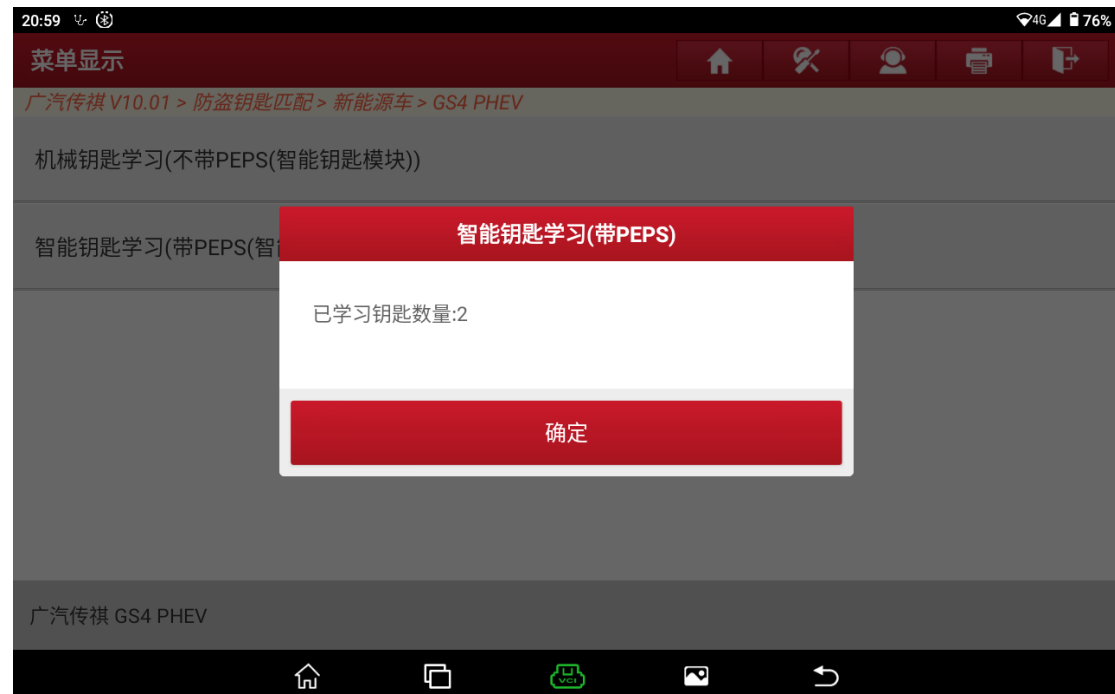 20:59
4G 76%
菜单显示
广汽传祺 V10.01 > 防盗钥匙匹配 > 新能源车 > GS4 PHEV
机械钥匙学习(不带PEPS(智能钥匙模块))
智能钥匙学习(带PEPS(智
智能钥匙学习(带PEPS)
已学习钥匙数量:2
确定
广汽传祺 GS4 PHEV
VCI